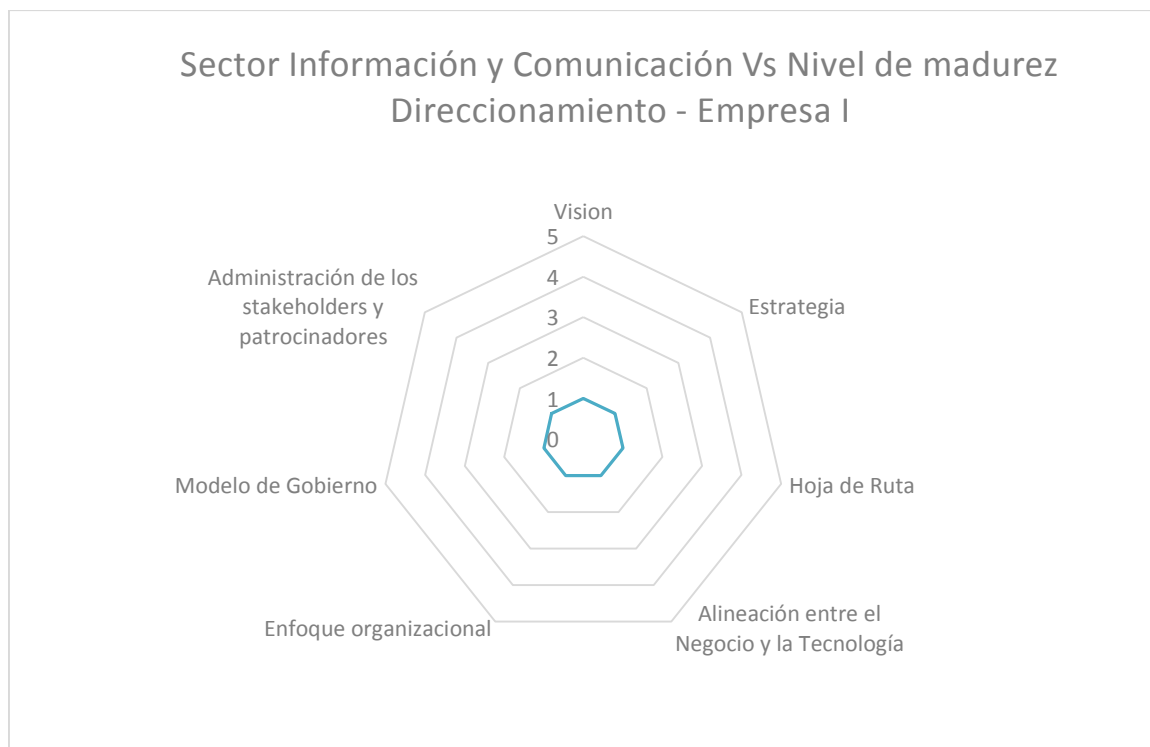 Sector Información y Comunicación Vs Nivel de madurez
Direccionamiento - Empresa I
Vision
5
4
3
2
1
0
Estrategia
Hoja de Ruta
Alineación entre el
Negocio y la Tecnología
Enfoque organizacional
Modelo de Gobierno
Administración de los
stakeholders y
patrocinadores